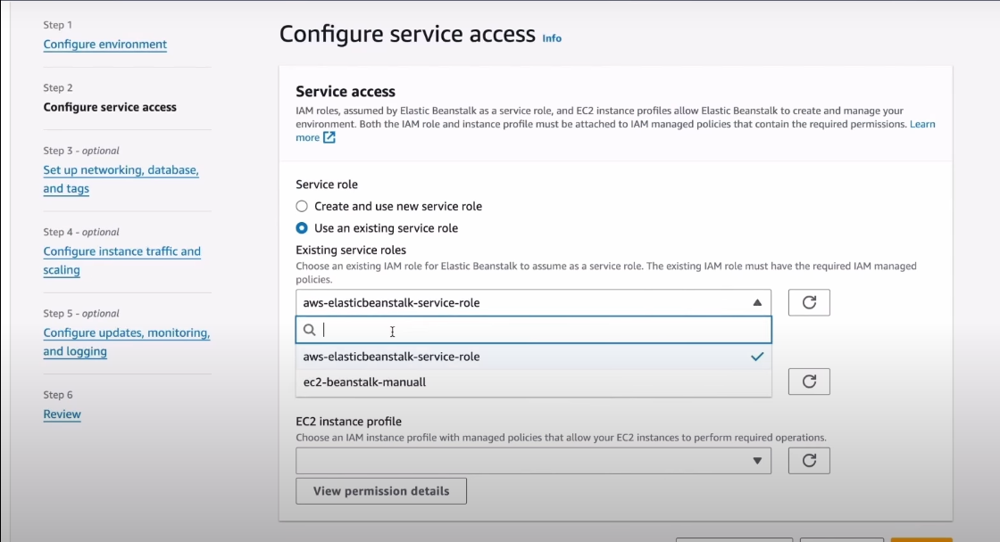 Step 1
Configure environment
Step 2
Configure service access
Step 3 - optional
Set up networking, database,
and tags
Step 4 - optional
Configure instance traffic and
scaling
Step 5 - optional
Configure updates, monitoring,
and logging
Step 6
Review
Configure service access Info
Service access
IAM roles, assumed by Elastic Beanstalk as a service role, and EC2 instance profiles allow Elastic Beanstalk to create and manage your
environment. Both the IAM role and instance profile must be attached to IAM managed policies that contain the required permissions. Learn
more
Service role
Create and use new service role
Use an existing service role
Existing service roles
Choose an existing IAM role for Elastic Beanstalk to assume as a service role. The existing IAM role must have the required IAM managed
policies.
aws-elasticbeanstalk-service-role
aws-elasticbeanstalk-service-role
ec2-beanstalk-manuall
EC2 instance profile
Choose an IAM instance profile with managed policies that allow your EC2 instances to perform required operations.
View permission details